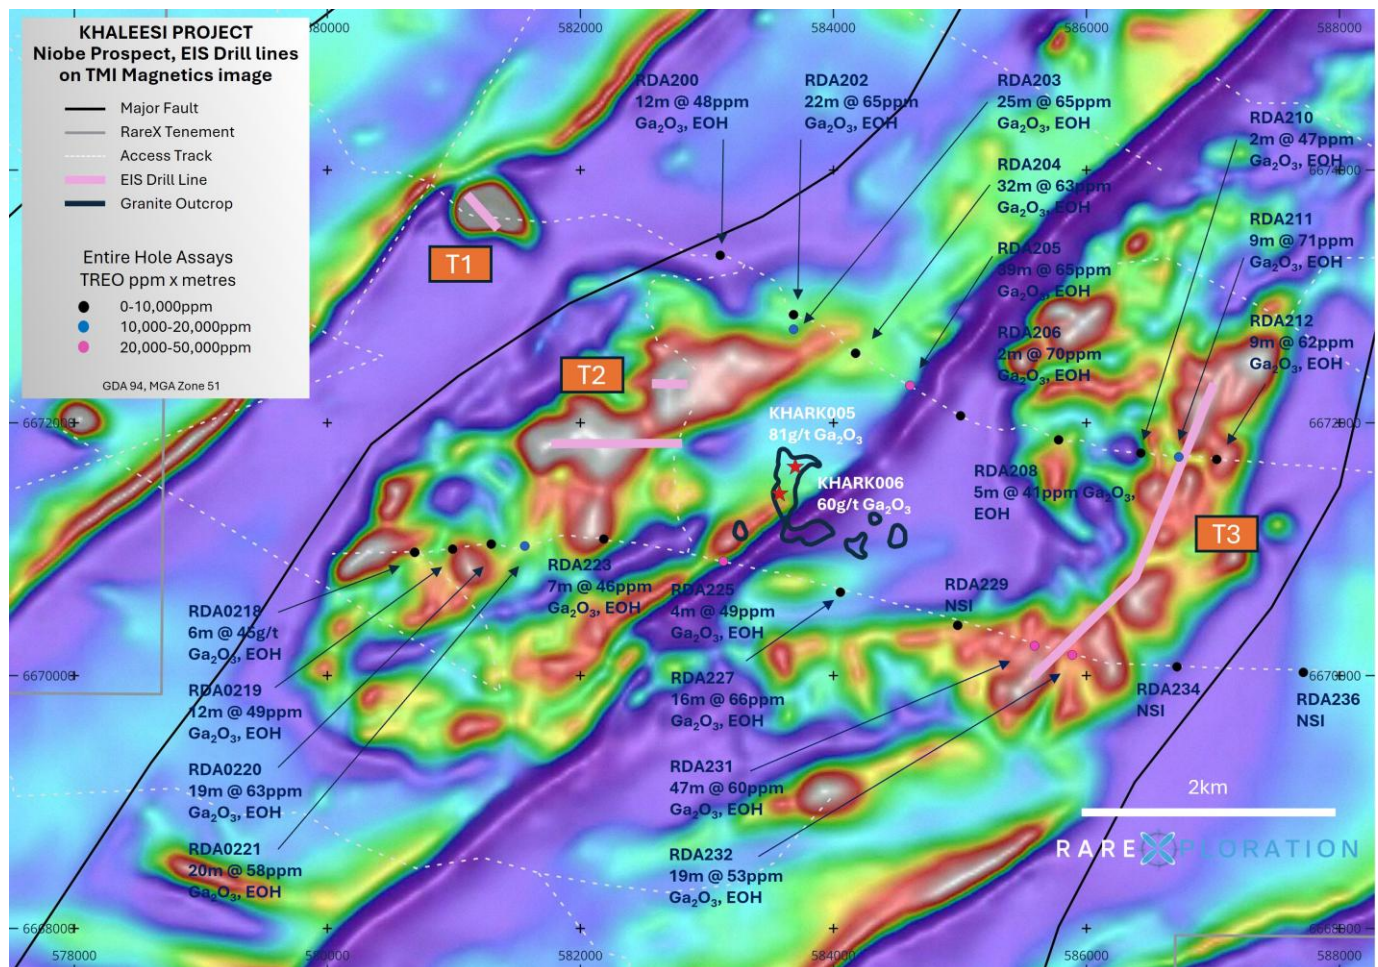 KHALEESI PROJECT
Niobe Prospect, EIS Drill lines
on TMI Magnetics image
Major Fault
RareX Tenement
Access Track
EIS Drill Line
Granite Outcrop
Entire Hole Assays
TREO ppm x metres
0-10,000ppm
10,000-20,000ppm
20,000-50,000ppm
GDA 94, MGA Zone 51
580000
582000
584000
586000
588000
RDA200
12m @ 48ppm
Ga₂O₃, EOH
RDA202
22m @ 65ppm
Ga₂O₃, EOH
RDA203
25m @ 65ppm
Ga₂O₃, EOH
RDA204
32m @ 63ppm
Ga₂O₃, EOH
RDA205
39m @ 65ppm
Ga₂O₃, EOH
RDA206
2m @ 70ppm
Ga₂O₃, EOH
RDA210
2m @ 47ppm
Ga₂O₃, EOH
6674000
RDA211
9m @ 71ppm
Ga₂O₃, EOH
RDA212
9m @ 62ppm
Ga₂O₃, EOH
T1
T2
6672000
6672000
KHARK005
81g/t Ga₂O₃
KHARK006
60g/t Ga₂O₃
RDA208
5m @ 41ppm Ga₂O₃,
EOH
T3
RDA223
7m @ 46ppm
Ga₂O₃, EOH
RDA225
4m @ 49ppm
Ga₂O₃, EOH
RDA229
NSI
RDA0218
6m @ 45g/t
Ga₂O₃, EOH
RDA0219
12m @ 49ppm
Ga₂O₃, EOH
RDA0220
19m @ 63ppm
Ga₂O₃, EOH
RDA0221
20m @ 58ppm
Ga₂O₃, EOH
RDA227
16m @ 66ppm
Ga₂O₃, EOH
RDA231
47m @ 60ppm
Ga₂O₃, EOH
RDA232
19m @ 53ppm
Ga₂O₃, EOH
RDA234
NSI
RDA236
NSI
6670000
6670000
2km
RAREXPLORATION
6668000
6668000
578000
580000
582000
584000
586000
588000